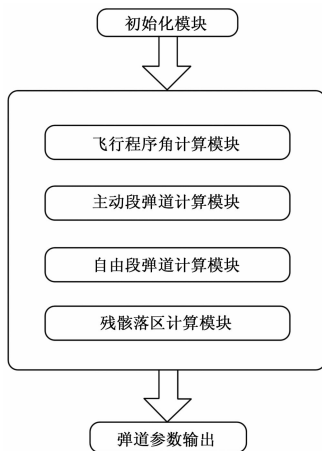 初始化模块
飞行程序角计算模块
主动段弹道计算模块
自由段弹道计算模块
残骸落区计算模块
弹道参数输出